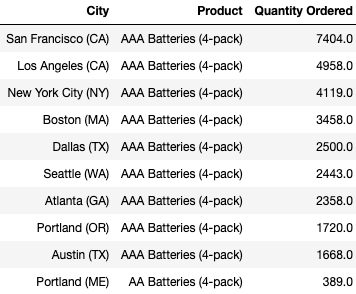 City Product Quantity Ordered
San Francisco (CA) AAA Batteries (4-pack) 7404.0
Los Angeles (CA) AAA Batteries (4-pack) 4958.0
New York City (NY) AAA Batteries (4-pack) 4119.0
Boston (MA) AAA Batteries (4-pack) 3458.0
Dallas (TX) AAA Batteries (4-pack) 2500.0
Seattle (WA) AAA Batteries (4-pack) 2443.0
Atlanta (GA) AAA Batteries (4-pack) 2358.0
Portland (OR) AAA Batteries (4-pack) 1720.0
Austin (TX) AAA Batteries (4-pack) 1668.0
Portland (ME) AA Batteries (4-pack) 389.0